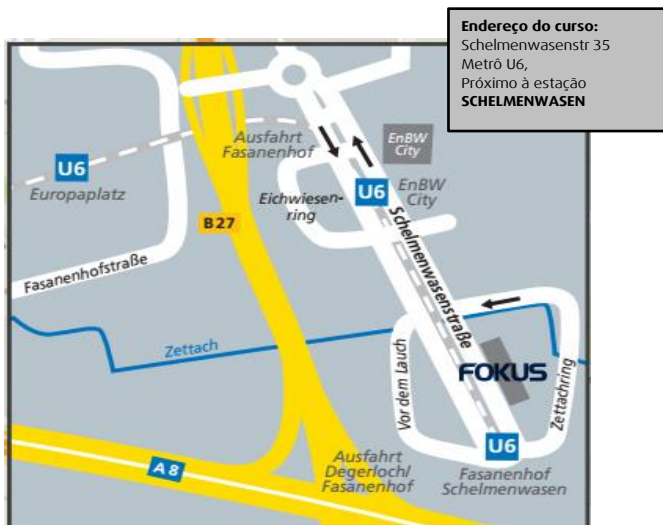 Endereço do curso:
Schelmenwasenstr 35
Metrô U6,
Próximo à estação
SCHELMENWASEN
Ausfahrt
Fasanenhof
EnBW
City
U6
Europaplatz
Eichwiesen-
ring
U6
EnBW
City
B27
Schelmenwasenstraße
Fasanenhofstraße
Zettach
Vor dem Lauch
FOKUS
Zettachring
U6
A 8
Ausfahrt
Degerlochl
Fasanenhof
Fasanenhof
Schelmenwasen